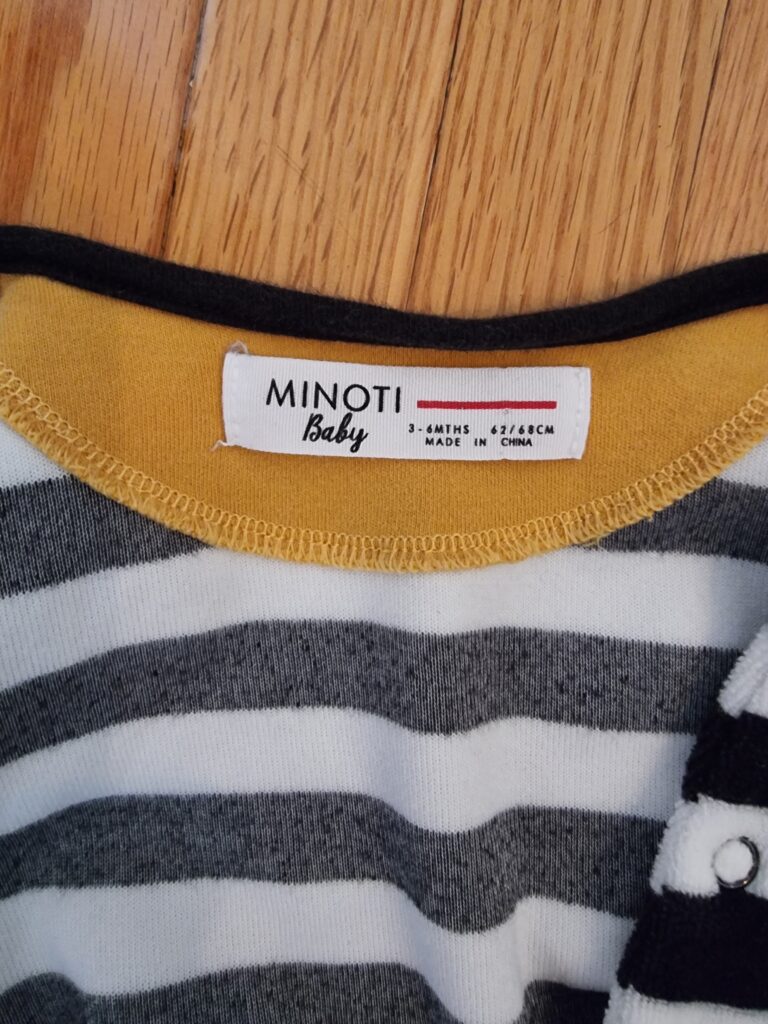 MINOTI
Baby
3-6MTHS 62/68CM
MADE IN CHINA